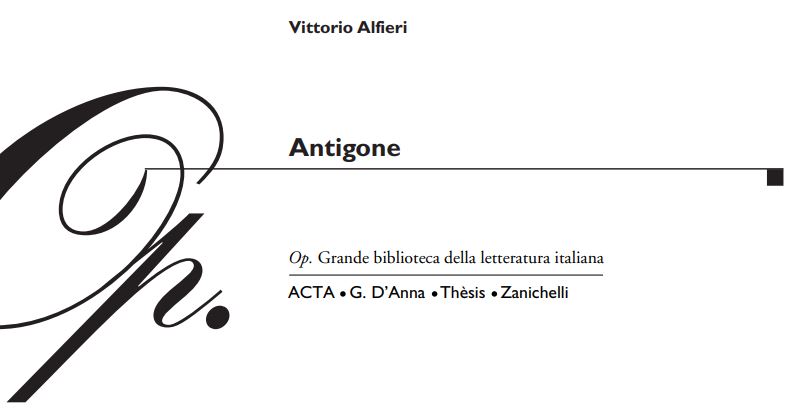 Vittorio Alfieri
Antigone
Op.
Op. Grande biblioteca della letteratura italiana
ACTA • G. D'Anna • Thèsis • Zanichelli